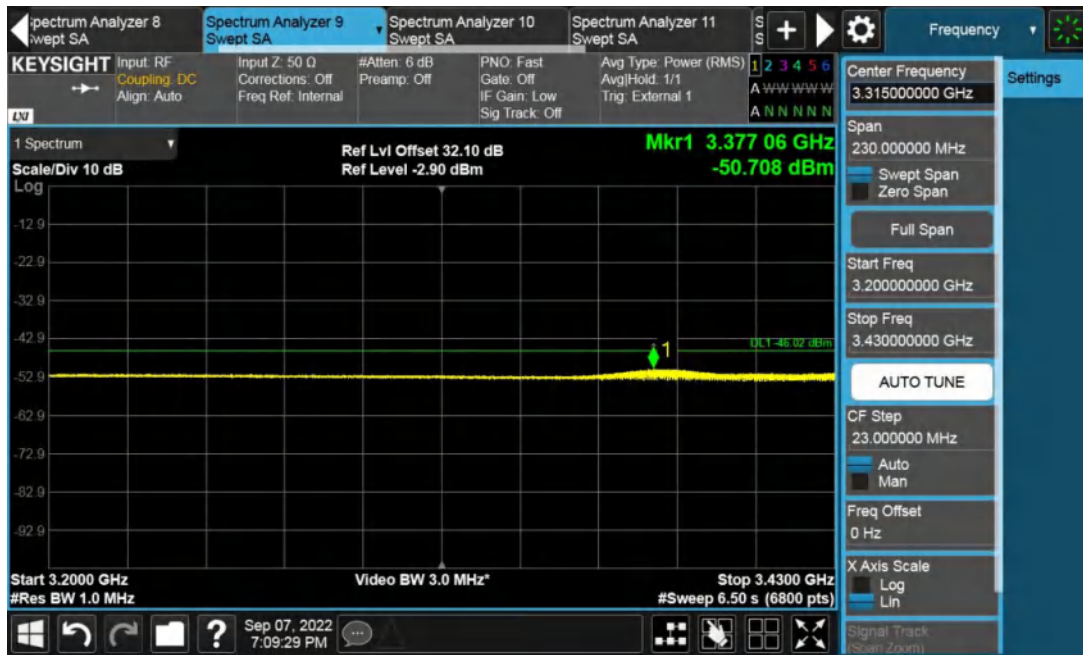 Spectrum Analyzer 8
Swept SA
Spectrum Analyzer 9
Swept SA
Spectrum Analyzer 10
Swept SA
Spectrum Analyzer 11
Swept SA
S
S
+
Frequency
KEYSIGHT
Input: RF
Coupling: DC
Align: Auto
LXI
Input Z: 50 Ω
Corrections: Off
Freq Ref: Internal
#Atten: 6 dB
Preamp: Off
PNO: Fast
Gate: Off
IF Gain: Low
Sig Track: Off
Avg Type: Power (RMS)
Avg|Hold: 1/1
Trig: External 1
1 2 3 4 5 6
A W W W W W
A N N N N N
1 Spectrum
Scale/Div 10 dB
Ref Lvl Offset 32.10 dB
Ref Level -2.90 dBm
Mkr1 3.377 06 GHz
-50.708 dBm
Log
-12.9
-22.9
-32.9
-42.9
DL1 -46.02 dBm
1
-52.9
-62.9
-72.9
-82.9
-92.9
Start 3.2000 GHz
#Res BW 1.0 MHz
Video BW 3.0 MHz*
Stop 3.4300 GHz
#Sweep 6.50 s (6800 pts)
Center Frequency
3.315000000 GHz
Settings
Span
230.000000 MHz
Swept Span
Zero Span
Full Span
Start Freq
3.200000000 GHz
Stop Freq
3.430000000 GHz
AUTO TUNE
CF Step
23.000000 MHz
Auto
Man
Freq Offset
0 Hz
X Axis Scale
Log
Lin
Signal Track
(Span Zoom)
?
Sep 07, 2022
7:09:29 PM